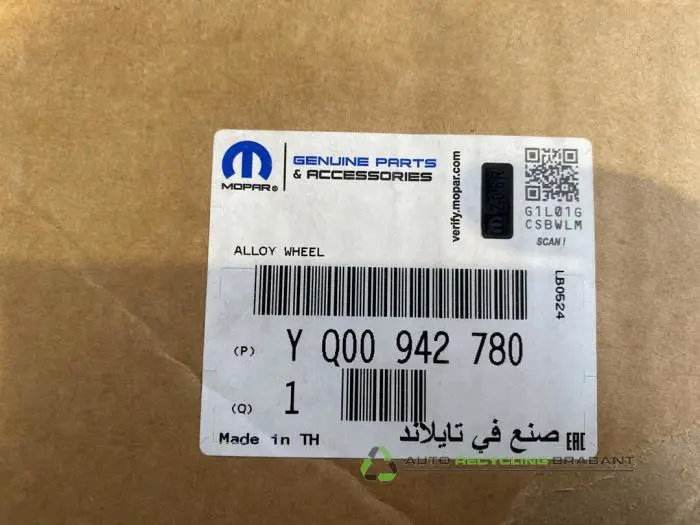 MOPAR®
GENUINE PARTS
& ACCESSORIES
verify.mopar.com
G1L01G
CSBWLM
SCAN!
ALLOY WHEEL
LB0524
(P) Y Q00 942 780
(Q) 1
Made in TH
صنع في تايلاند
EAC
AUTO RECYCLING BRABANT